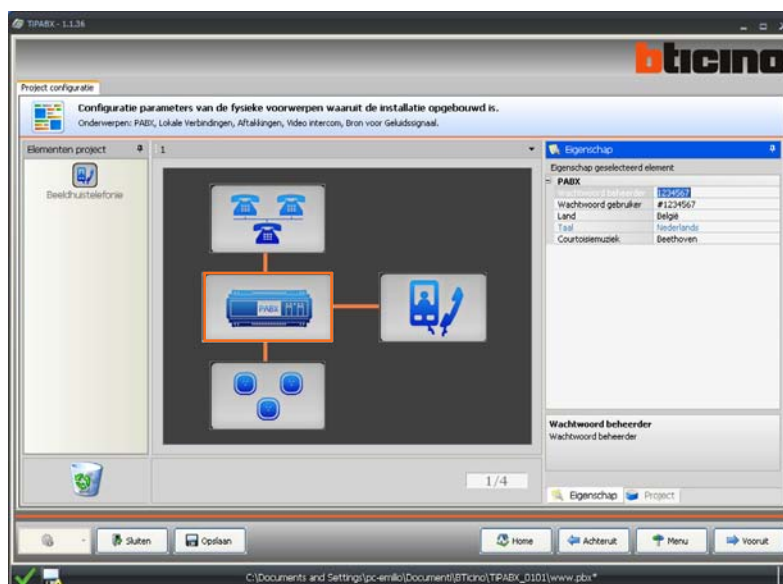 TiPABX - 1.1.36
bticino
Project configuratie
Configuratie parameters van de fysieke voorwerpen waaruit de installatie opgebouwd is.
Onderwerpen: PABX, Lokale Verbindingen, Aftakkingen, Video intercom, Bron voor Geluidssignaal.
Elementen project
1
Eigenschap
Beeldhuistelefonie
Eigenschap geselecteerd element
PABX
Wachtwoord beheerder 1234567
Wachtwoord gebruiker #1234567
Land België
Taal Nederlands
Courtoisiemuziek Beethoven
PABX
Wachtwoord beheerder
Wachtwoord beheerder
1/4
Eigenschap Project
Sluiten Opslaan Home Achteruit Menu Vooruit
C:\Documents and Settings\pc-emilio\Documenti\BTicino\TiPABX_0101\www.pbx*